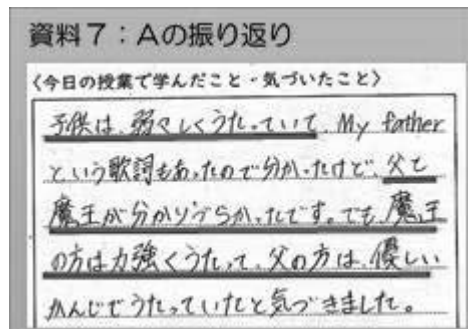 資料7：Aの振り返り
〈今日の授業で学んだこと・気づいたこと〉
子供は、弱々しくうたっていて、My father
という歌詞もあったので分かったけど、父と
魔王が分かりづらかったです。でも、魔王
の方は力強くうたって、父の方は、優しい
かんじでうたっていたと気づきました。